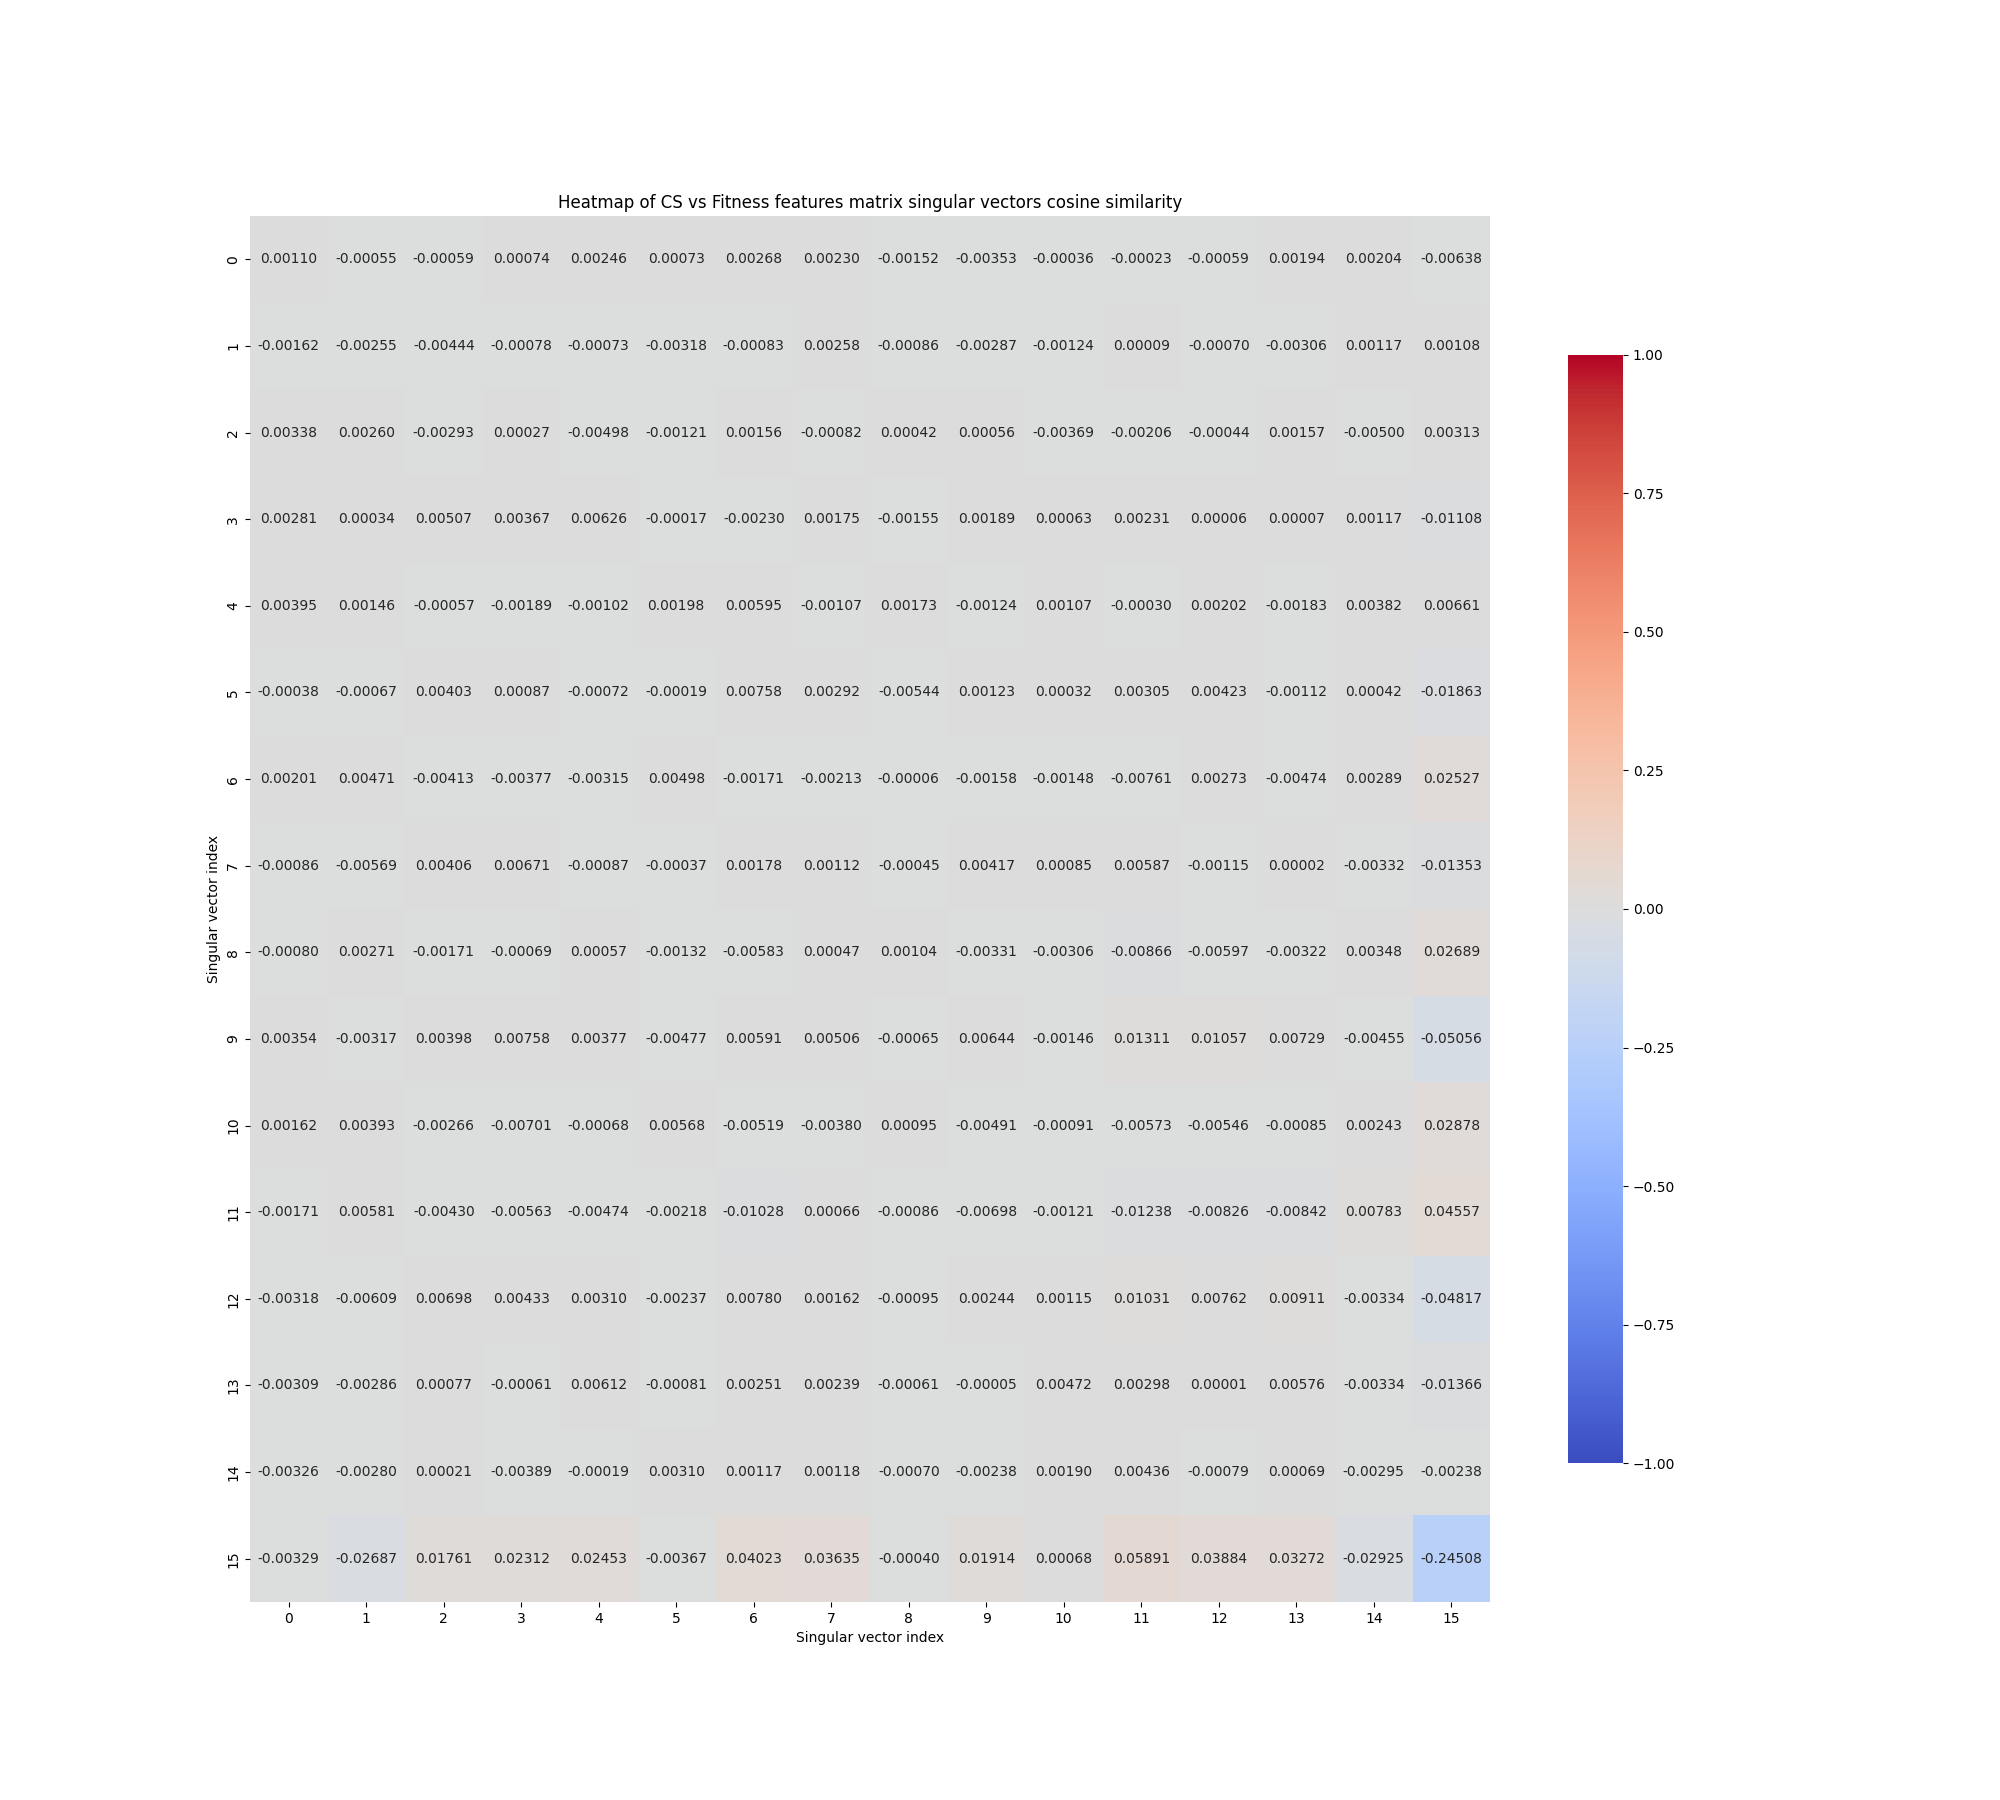 Heatmap of CS vs Fitness features matrix singular vectors cosine similarity
0 0.00110 -0.00055 -0.00059 0.00074 0.00246 0.00073 0.00268 0.00230 -0.00152 -0.00353 -0.00036 -0.00023 -0.00059 0.00194 0.00204 -0.00638
1 -0.00162 -0.00255 -0.00444 -0.00078 -0.00073 -0.00318 -0.00083 0.00258 -0.00086 -0.00287 -0.00124 0.00009 -0.00070 -0.00306 0.00117 0.00108
2 0.00338 0.00260 -0.00293 0.00027 -0.00498 -0.00121 0.00156 -0.00082 0.00042 0.00056 -0.00369 -0.00206 -0.00044 0.00157 -0.00500 0.00313
3 0.00281 0.00034 0.00507 0.00367 0.00626 -0.00017 -0.00230 0.00175 -0.00155 0.00189 0.00063 0.00231 0.00006 0.00007 0.00117 -0.01108
4 0.00395 0.00146 -0.00057 -0.00189 -0.00102 0.00198 0.00595 -0.00107 0.00173 -0.00124 0.00107 -0.00030 0.00202 -0.00183 0.00382 0.00661
5 -0.00038 -0.00067 0.00403 0.00087 -0.00072 -0.00019 0.00758 0.00292 -0.00544 0.00123 0.00032 0.00305 0.00423 -0.00112 0.00042 -0.01863
6 0.00201 0.00471 -0.00413 -0.00377 -0.00315 0.00498 -0.00171 -0.00213 -0.00006 -0.00158 -0.00148 -0.00761 0.00273 -0.00474 0.00289 0.02527
7 -0.00086 -0.00569 0.00406 0.00671 -0.00087 -0.00037 0.00178 0.00112 -0.00045 0.00417 0.00085 0.00587 -0.00115 0.00002 -0.00332 -0.01353
8 -0.00080 0.00271 -0.00171 -0.00069 0.00057 -0.00132 -0.00583 0.00047 0.00104 -0.00331 -0.00306 -0.00866 -0.00597 -0.00322 0.00348 0.02689
9 0.00354 -0.00317 0.00398 0.00758 0.00377 -0.00477 0.00591 0.00506 -0.00065 0.00644 -0.00146 0.01311 0.01057 0.00729 -0.00455 -0.05056
10 0.00162 0.00393 -0.00266 -0.00701 -0.00068 0.00568 -0.00519 -0.00380 0.00095 -0.00491 -0.00091 -0.00573 -0.00546 -0.00085 0.00243 0.02878
11 -0.00171 0.00581 -0.00430 -0.00563 -0.00474 -0.00218 -0.01028 0.00066 -0.00086 -0.00698 -0.00121 -0.01238 -0.00826 -0.00842 0.00783 0.04557
12 -0.00318 -0.00609 0.00698 0.00433 0.00310 -0.00237 0.00780 0.00162 -0.00095 0.00244 0.00115 0.01031 0.00762 0.00911 -0.00334 -0.04817
13 -0.00309 -0.00286 0.00077 -0.00061 0.00612 -0.00081 0.00251 0.00239 -0.00061 -0.00005 0.00472 0.00298 0.00001 0.00576 -0.00334 -0.01366
14 -0.00326 -0.00280 0.00021 -0.00389 -0.00019 0.00310 0.00117 0.00118 -0.00070 -0.00238 0.00190 0.00436 -0.00079 0.00069 -0.00295 -0.00238
15 -0.00329 -0.02687 0.01761 0.02312 0.02453 -0.00367 0.04023 0.03635 -0.00040 0.01914 0.00068 0.05891 0.03884 0.03272 -0.02925 -0.24508
0 1 2 3 4 5 6 7 8 9 10 11 12 13 14 15
Singular vector index
Singular vector index
1.00
0.75
0.50
0.25
0.00
−0.25
−0.50
−0.75
−1.00